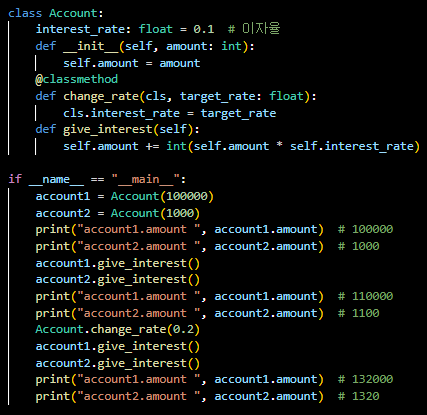 class Account:
    interest_rate: float = 0.1  # 이자율
    def __init__(self, amount: int):
        self.amount = amount
    @classmethod
    def change_rate(cls, target_rate: float):
        cls.interest_rate = target_rate
    def give_interest(self):
        self.amount += int(self.amount * self.interest_rate)

if __name__ == "__main__":
    account1 = Account(100000)
    account2 = Account(1000)
    print("account1.amount ", account1.amount)  # 100000
    print("account2.amount ", account2.amount)  # 1000
    account1.give_interest()
    account2.give_interest()
    print("account1.amount ", account1.amount)  # 110000
    print("account2.amount ", account2.amount)  # 1100
    Account.change_rate(0.2)
    account1.give_interest()
    account2.give_interest()
    print("account1.amount ", account1.amount)  # 132000
    print("account2.amount ", account2.amount)  # 1320